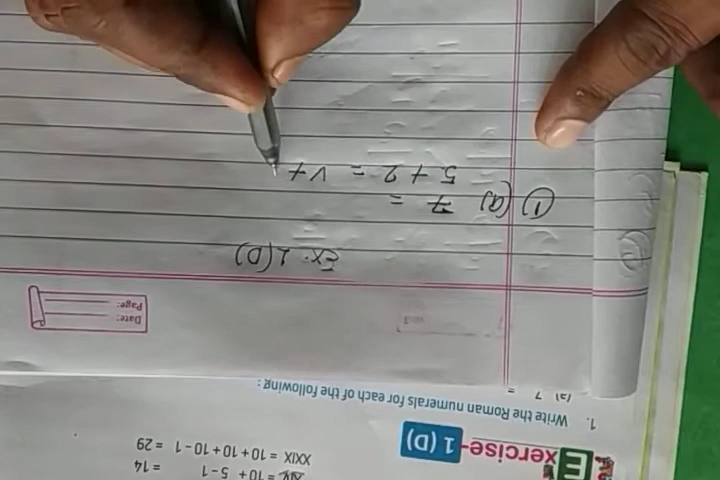 XIV = 10 + 5 - 1 = 14
XXIX = 10 + 10 + 10 - 1 = 29
Exercise-1 (D)
1. Write the Roman numerals for each of the following:
(a) 7 =
Date:
Page:
Ex. 1 (D)
1) (a) 7 =
5 + 2 = V +